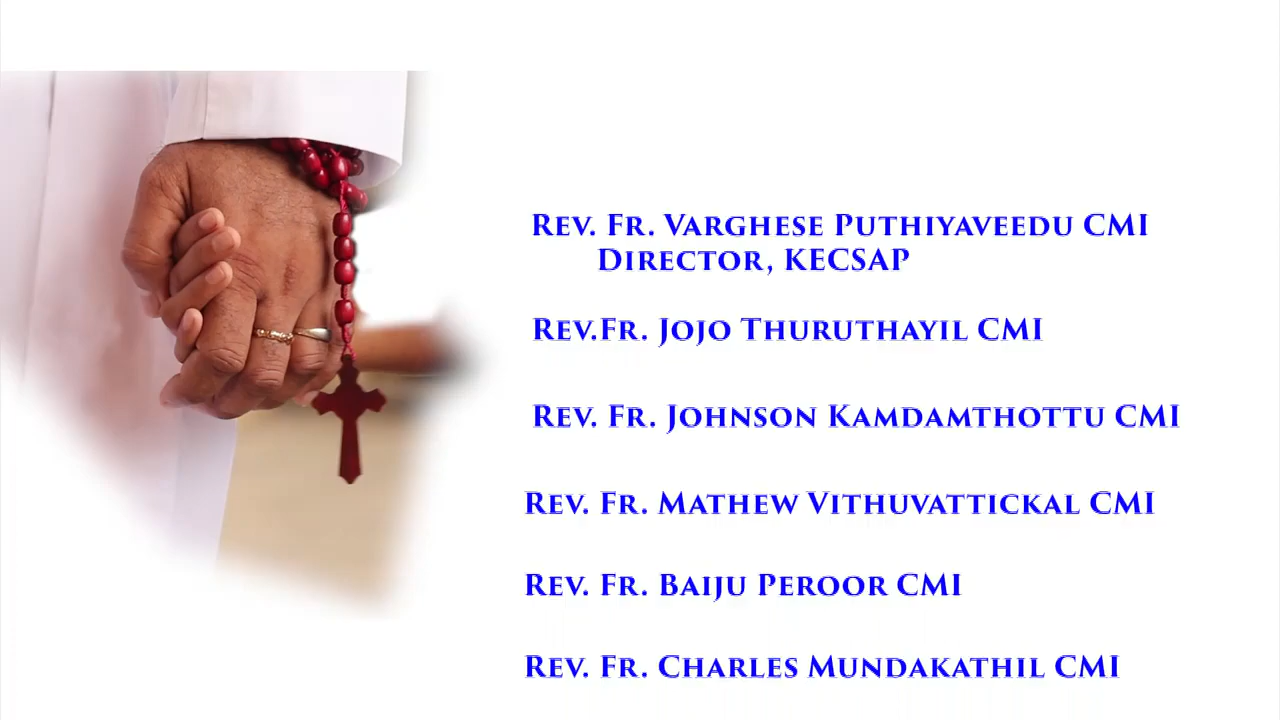 Rev. Fr. Varghese Puthiyaveedu CMI
Director, KECSAP
Rev.Fr. Jojo Thuruthayil CMI
Rev. Fr. Johnson Kamdamthottu CMI
Rev. Fr. Mathew Vithuvattickal CMI
Rev. Fr. Baiju Peroor CMI
Rev. Fr. Charles Mundakathil CMI